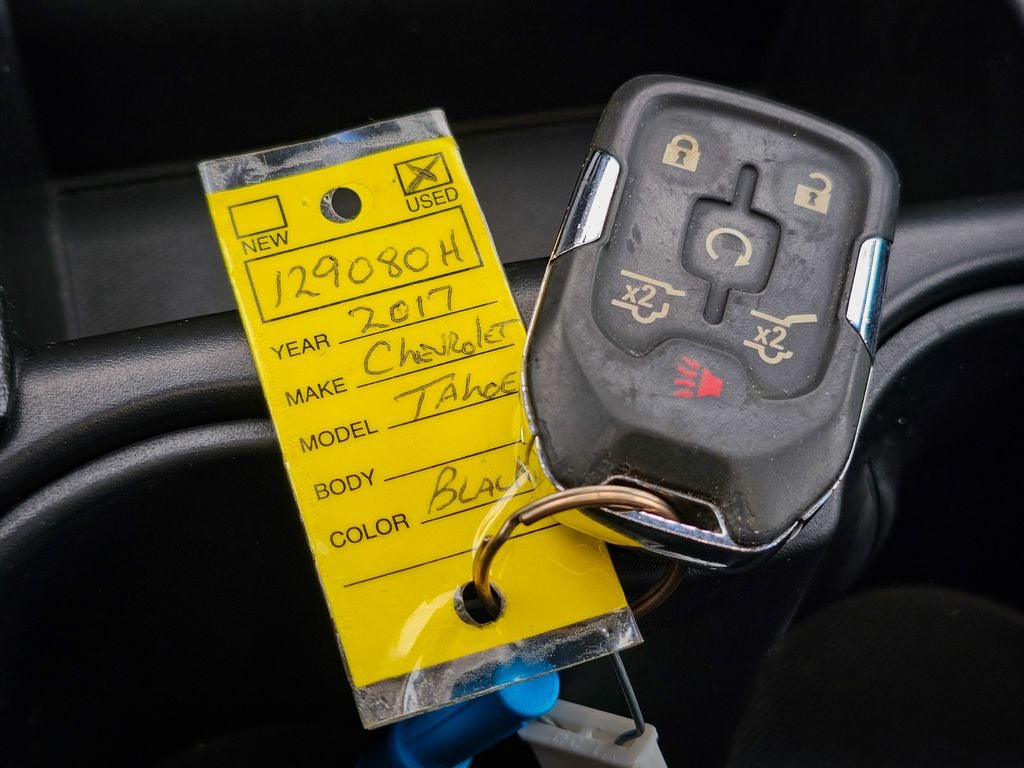 NEW
USED
129080H
YEAR 2017
MAKE Chevrolet
MODEL TAhoe
BODY
COLOR BLACK
x2
x2